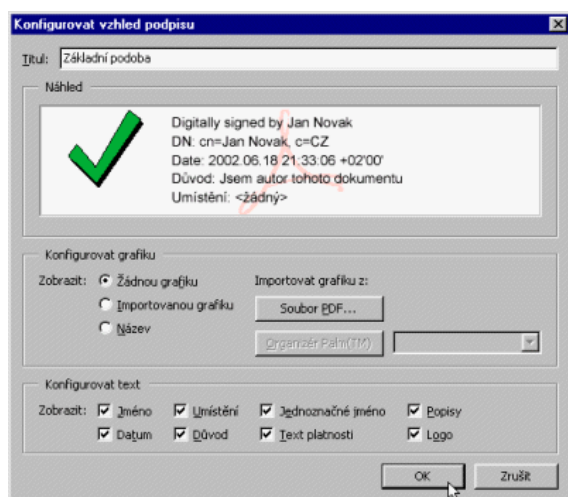 Konfigurovat vzhled podpisu
Titul: Základní podoba
Náhled
Digitally signed by Jan Novak
DN: cn=Jan Novak, c=CZ
Date: 2002.06.18 21:33:06 +02'00'
Důvod: Jsem autor tohoto dokumentu
Umístění: <žádný>
Konfigurovat grafiku
Zobrazit: Žádnou grafiku Importovat grafiku z:
Importovanou grafiku Soubor PDF...
Název
Organizér Palm(TM)
Konfigurovat text
Zobrazit: Jméno Umístění Jednoznačné jméno Popisy
Datum Důvod Text platnosti Logo
OK Zrušit